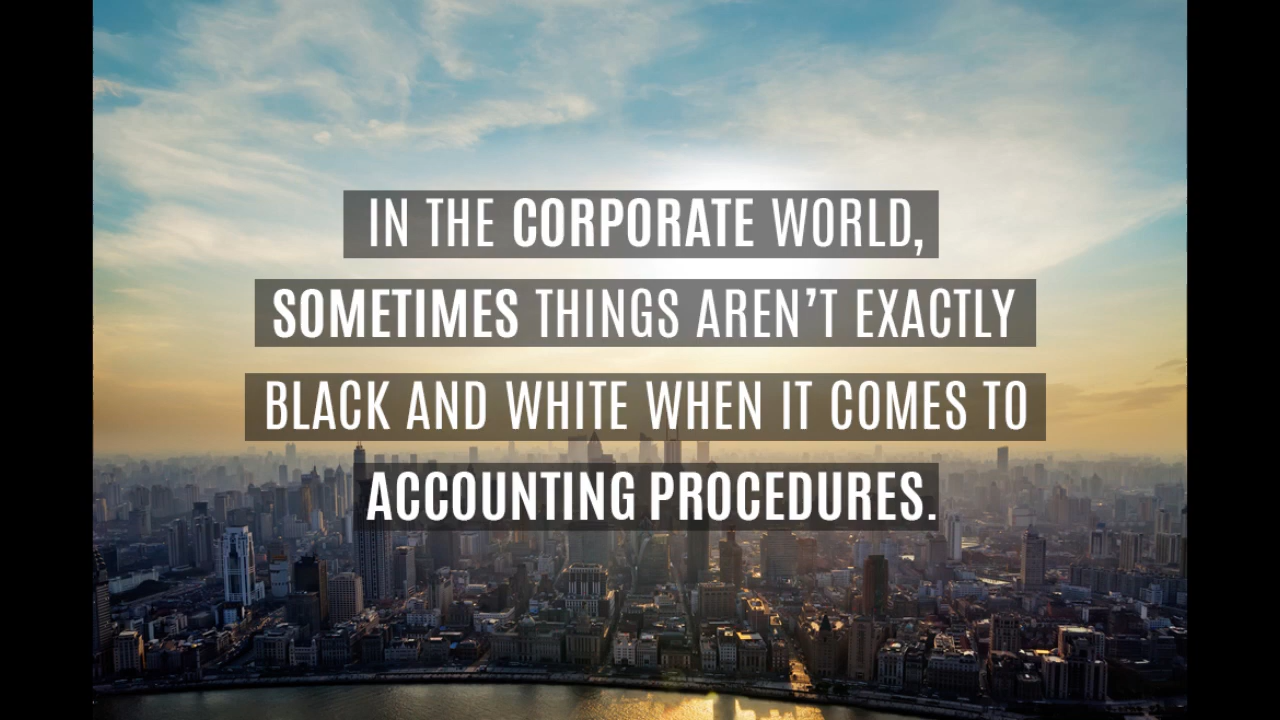 IN THE CORPORATE WORLD,
SOMETIMES THINGS AREN’T EXACTLY
BLACK AND WHITE WHEN IT COMES TO
ACCOUNTING PROCEDURES.